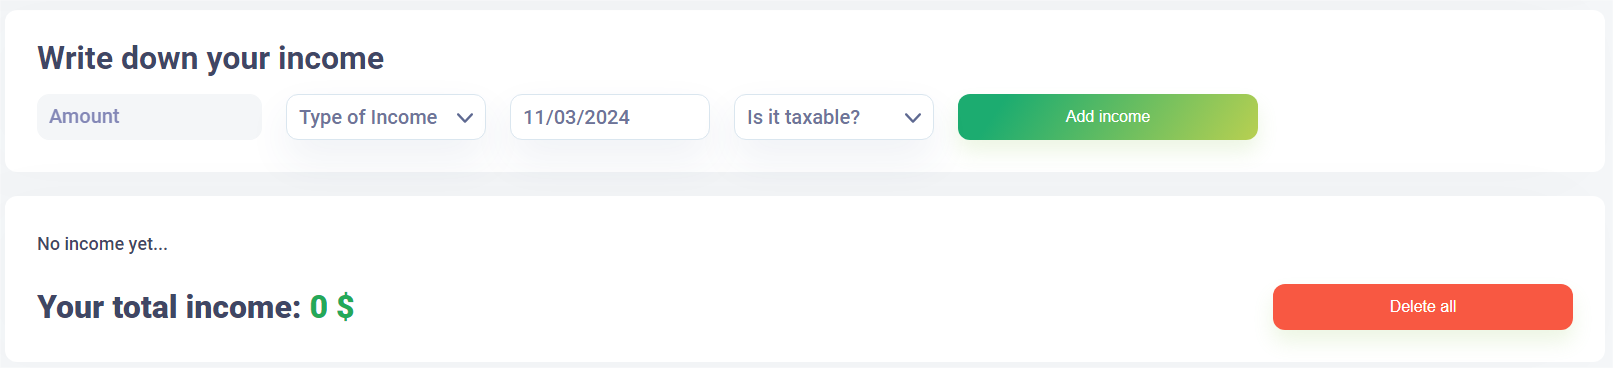 Write down your income
Amount
Type of Income
11/03/2024
Is it taxable?
Add income
No income yet...
Your total income: 0 $
Delete all